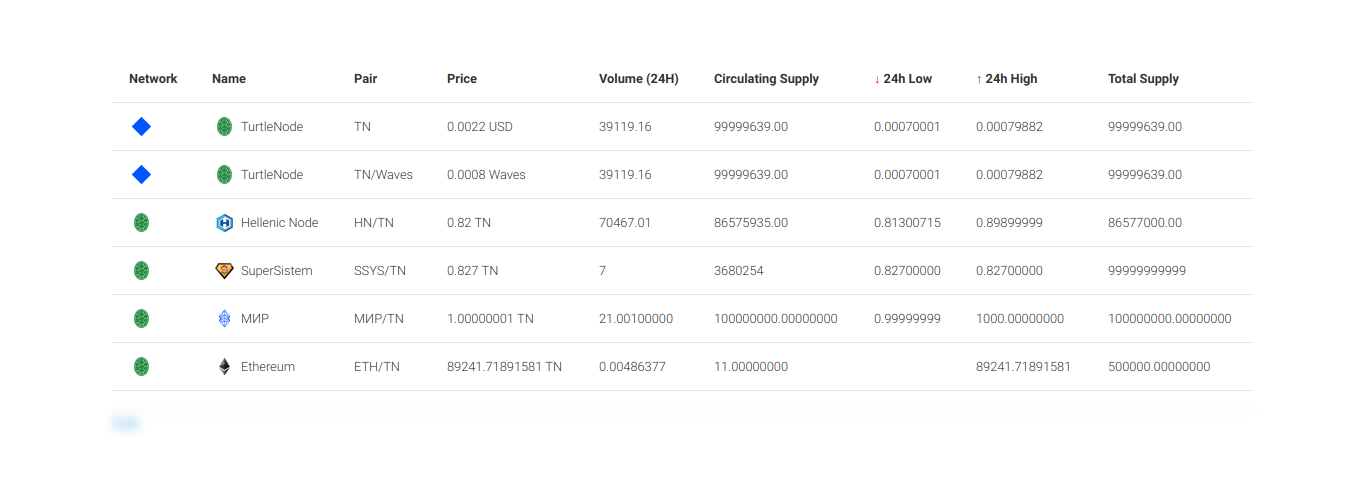 Network Name Pair Price Volume (24H) Circulating Supply ↓ 24h Low ↑ 24h High Total Supply
TurtleNode TN 0.0022 USD 39119.16 99999639.00 0.00070001 0.00079882 99999639.00
TurtleNode TN/Waves 0.0008 Waves 39119.16 99999639.00 0.00070001 0.00079882 99999639.00
Hellenic Node HN/TN 0.82 TN 70467.01 86575935.00 0.81300715 0.89899999 86577000.00
SuperSistem SSYS/TN 0.827 TN 7 3680254 0.82700000 0.82700000 99999999999
МИР МИР/TN 1.00000001 TN 21.00100000 100000000.00000000 0.99999999 1000.00000000 100000000.00000000
Ethereum ETH/TN 89241.71891581 TN 0.00486377 11.00000000 89241.71891581 500000.00000000